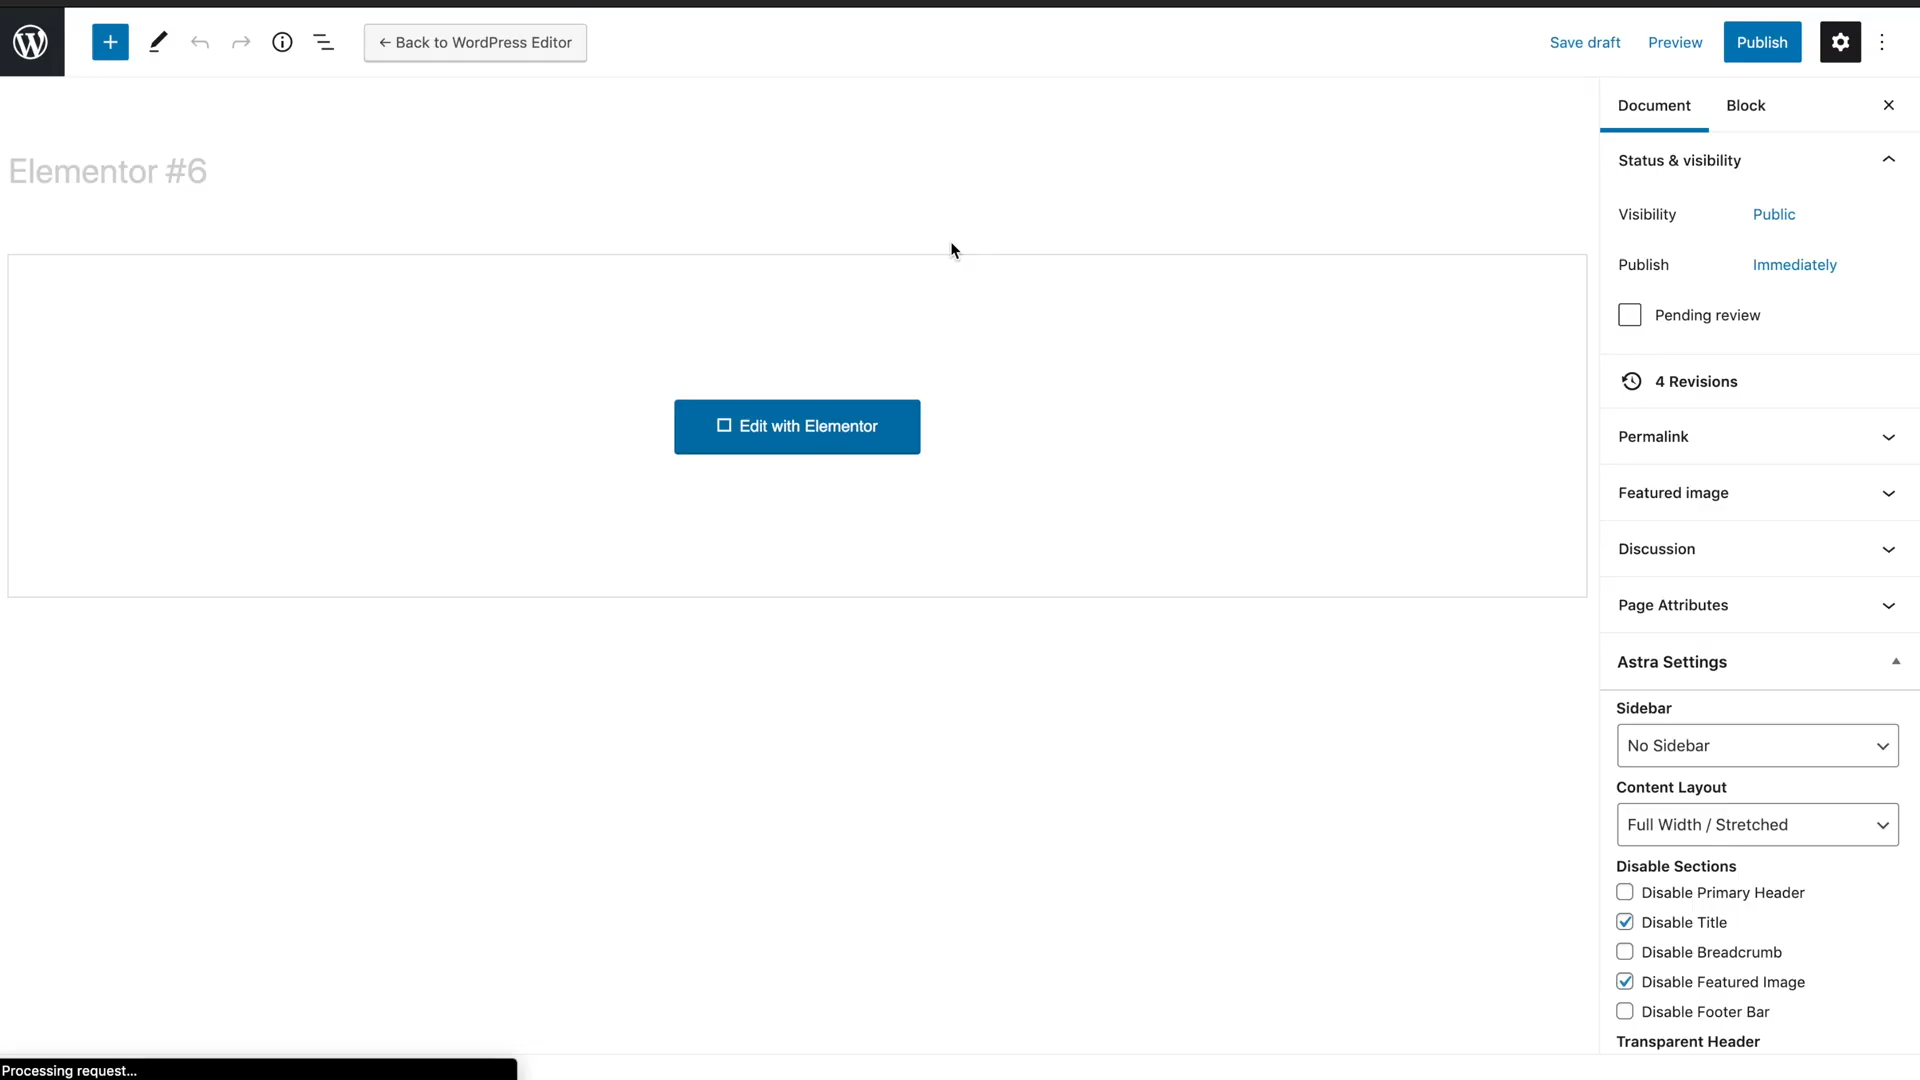 ← Back to WordPress Editor
Save draft
Preview
Publish
Document
Block
Elementor #6
Status & visibility
Visibility
Public
Publish
Immediately
Pending review
4 Revisions
Edit with Elementor
Permalink
Featured image
Discussion
Page Attributes
Astra Settings
Sidebar
No Sidebar
Content Layout
Full Width / Stretched
Disable Sections
Disable Primary Header
Disable Title
Disable Breadcrumb
Disable Featured Image
Disable Footer Bar
Transparent Header
Processing request...